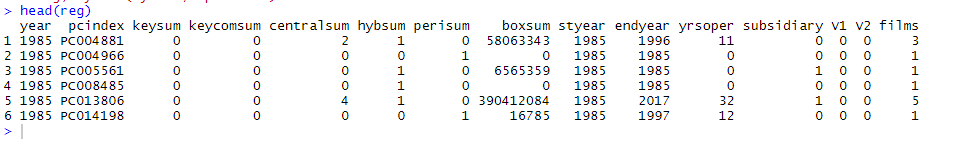 > head(reg)
year pcindex keysum keycomsum centralsum hybsum perisum boxsum styear endyear yrsoper subsidiary v1 v2 films
1 1985 PC004881 0 0 2 1 0 58063343 1985 1996 11 0 0 0 3
2 1985 PC004966 0 0 0 0 1 0 1985 1985 0 0 0 0 1
3 1985 PC005561 0 0 0 1 0 6565359 1985 1985 0 1 0 0 1
4 1985 PC008485 0 0 0 1 0 0 1985 1985 0 0 0 0 1
5 1985 PC013806 0 0 4 1 0 390412084 1985 2017 32 1 0 0 5
6 1985 PC014198 0 0 0 0 1 16785 1985 1997 12 0 0 0 1
>